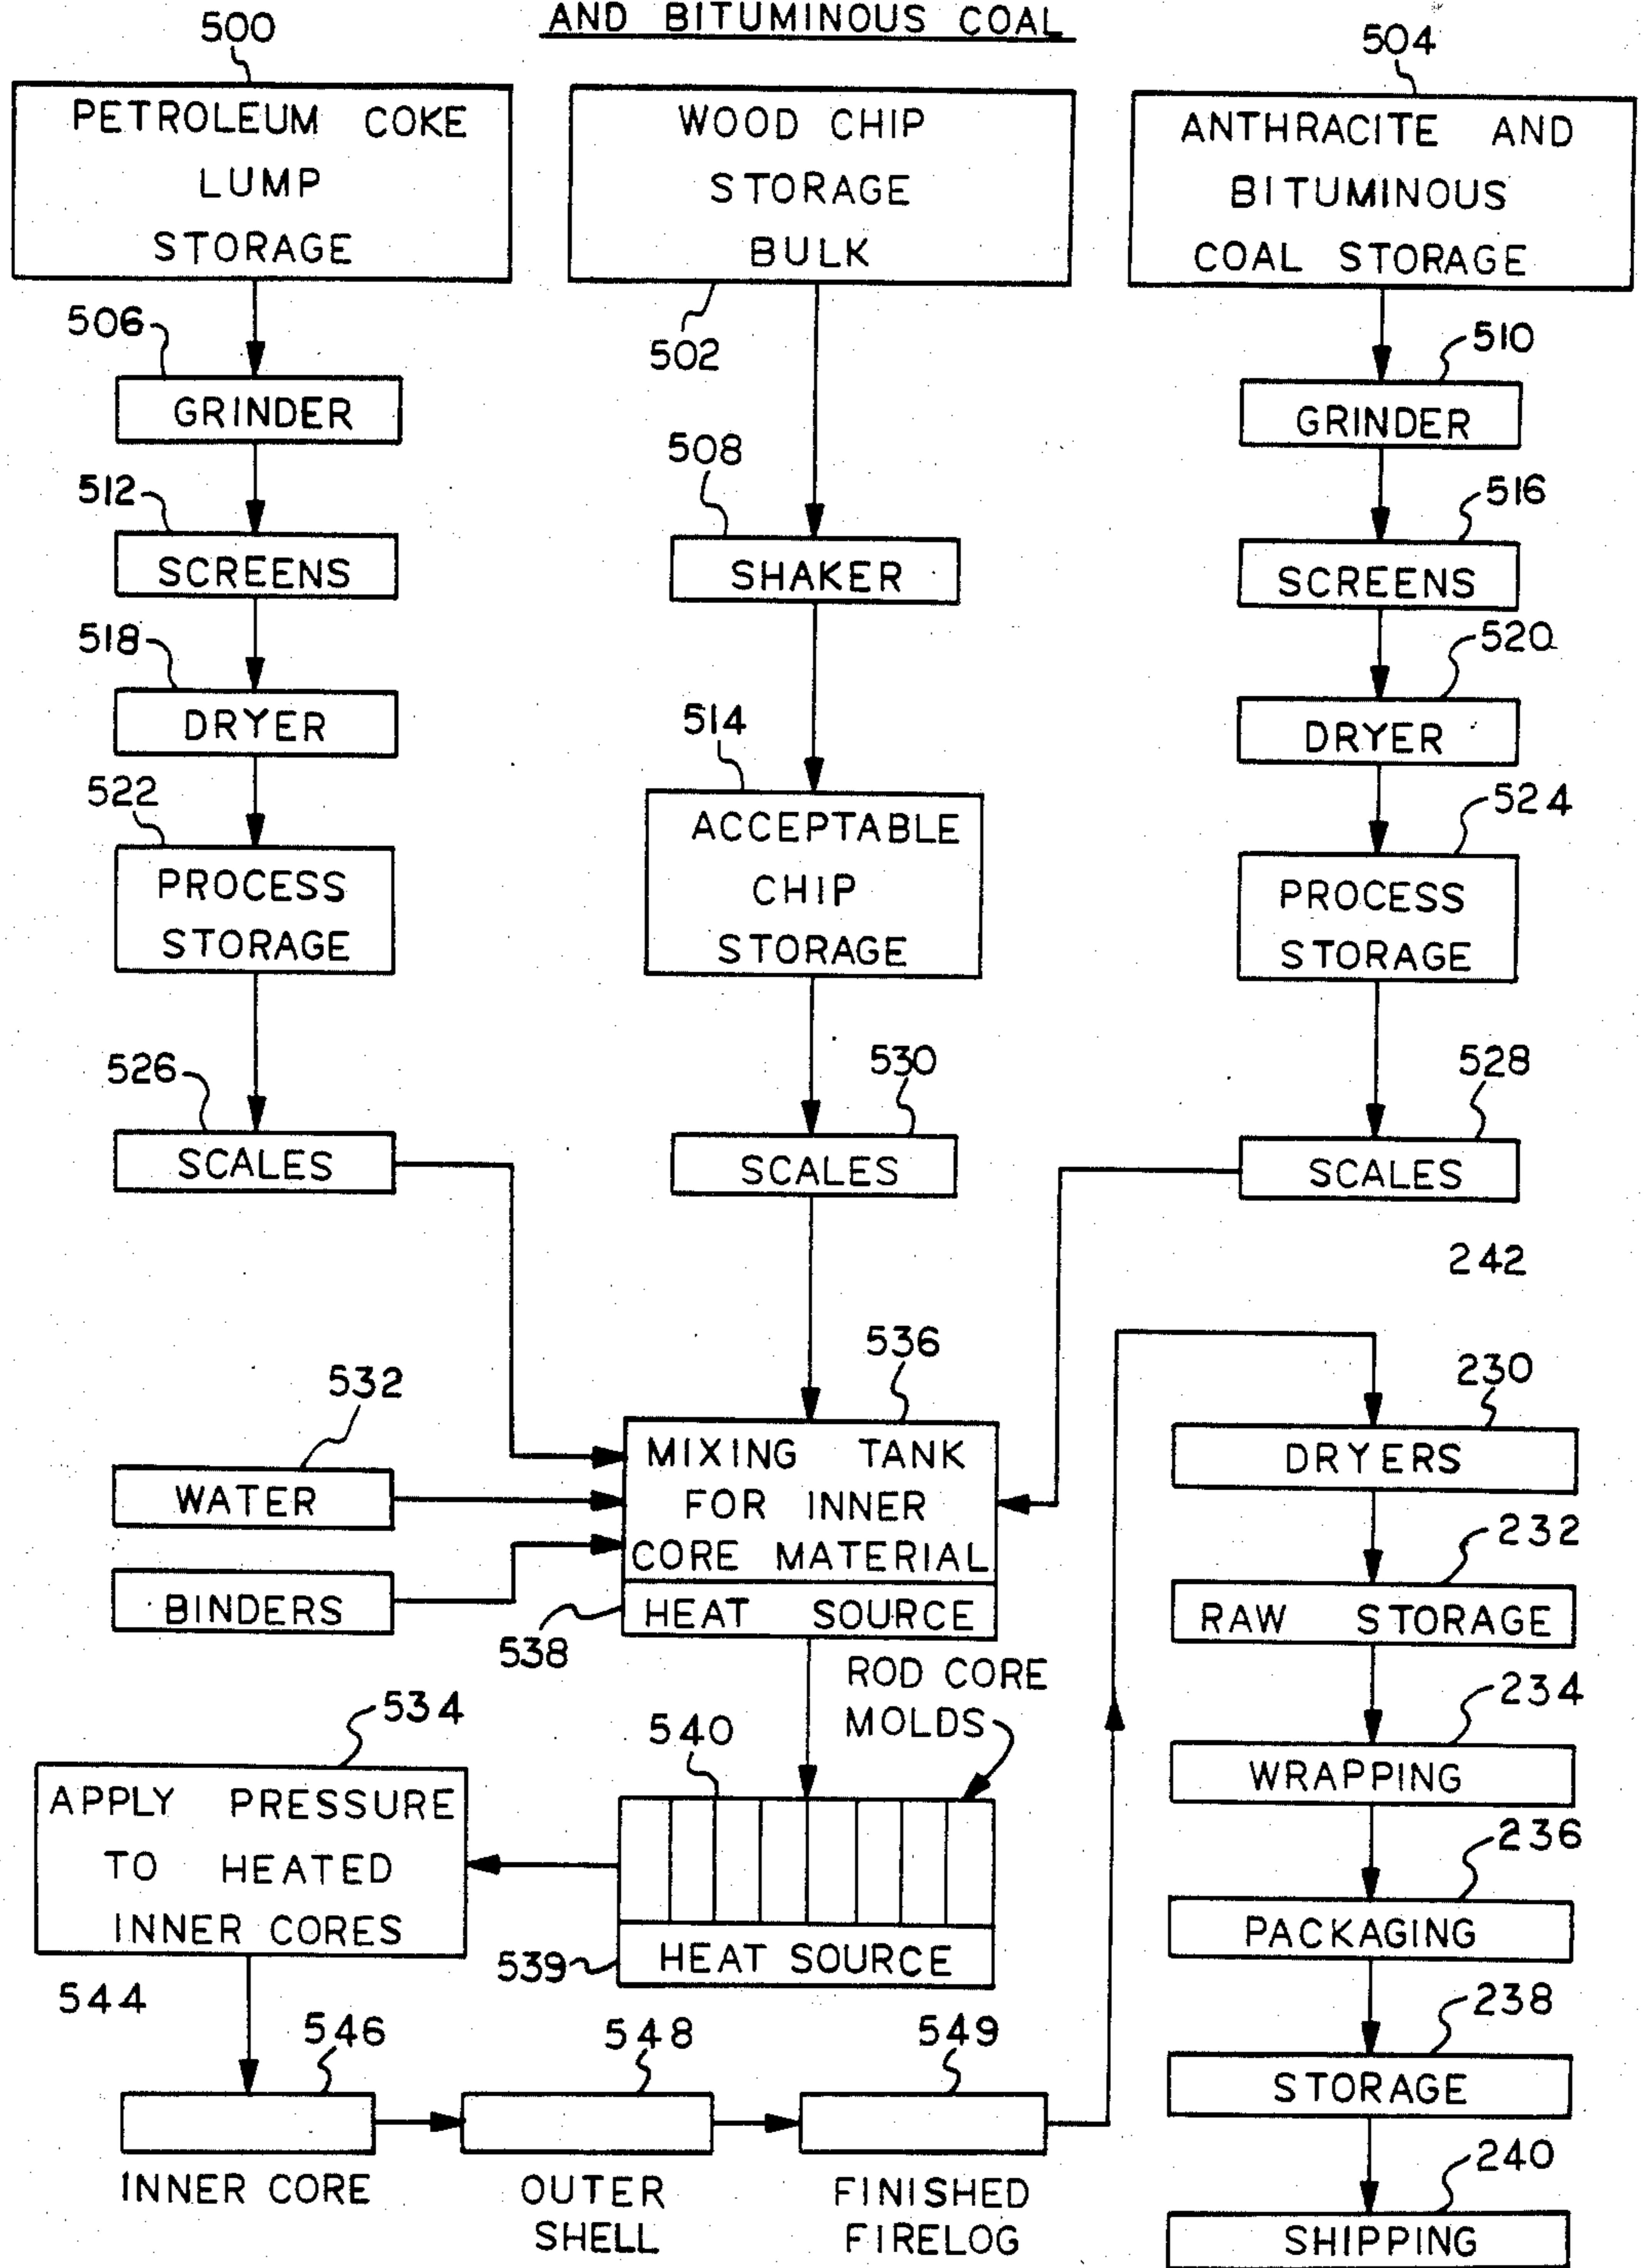 AND BITUMINOUS COAL
500
PETROLEUM COKE
LUMP
STORAGE
WOOD CHIP
STORAGE
BULK
502
504
ANTHRACITE AND
BITUMINOUS
COAL STORAGE
506
GRINDER
510
GRINDER
512
SCREENS
508
SHAKER
516
SCREENS
518
DRYER
520
DRYER
522
PROCESS
STORAGE
514
ACCEPTABLE
CHIP
STORAGE
524
PROCESS
STORAGE
526
SCALES
530
SCALES
528
SCALES
242
532
WATER
BINDERS
536
MIXING TANK
FOR INNER
CORE MATERIAL
HEAT SOURCE
538
ROD CORE
MOLDS
540
HEAT SOURCE
539
534
APPLY PRESSURE
TO HEATED
INNER CORES
544
546
INNER CORE
548
OUTER
SHELL
549
FINISHED
FIRELOG
230
DRYERS
232
RAW STORAGE
234
WRAPPING
236
PACKAGING
238
STORAGE
240
SHIPPING